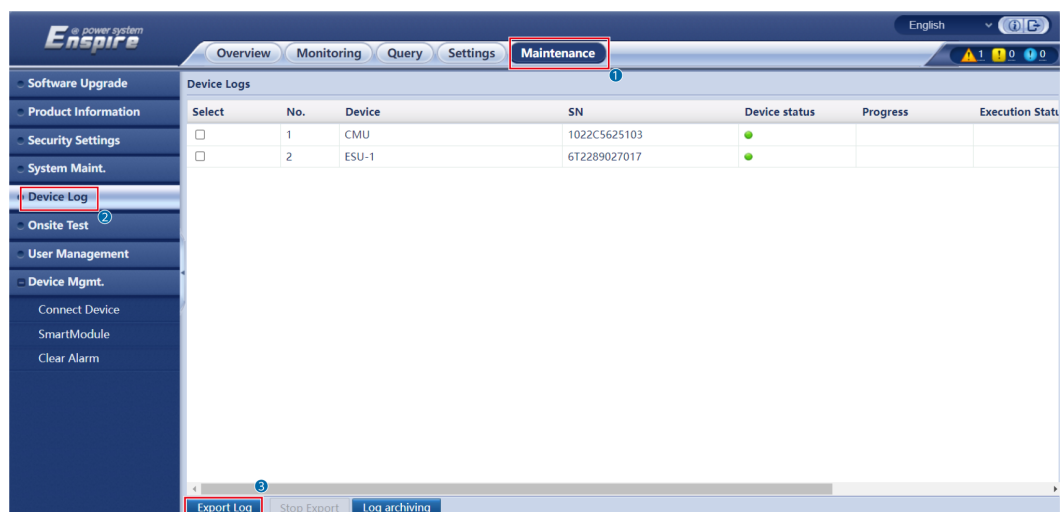 @ power system
Enspire
English
Overview Monitoring Query Settings Maintenance
1 0 0
1
Software Upgrade
Product Information
Security Settings
System Maint.
Device Log
2
Onsite Test
User Management
Device Mgmt.
Connect Device
SmartModule
Clear Alarm
Device Logs
Select No. Device SN Device status Progress Execution Statu
1 CMU 1022C5625103
2 ESU-1 6T2289027017
3
Export Log Stop Export Log archiving